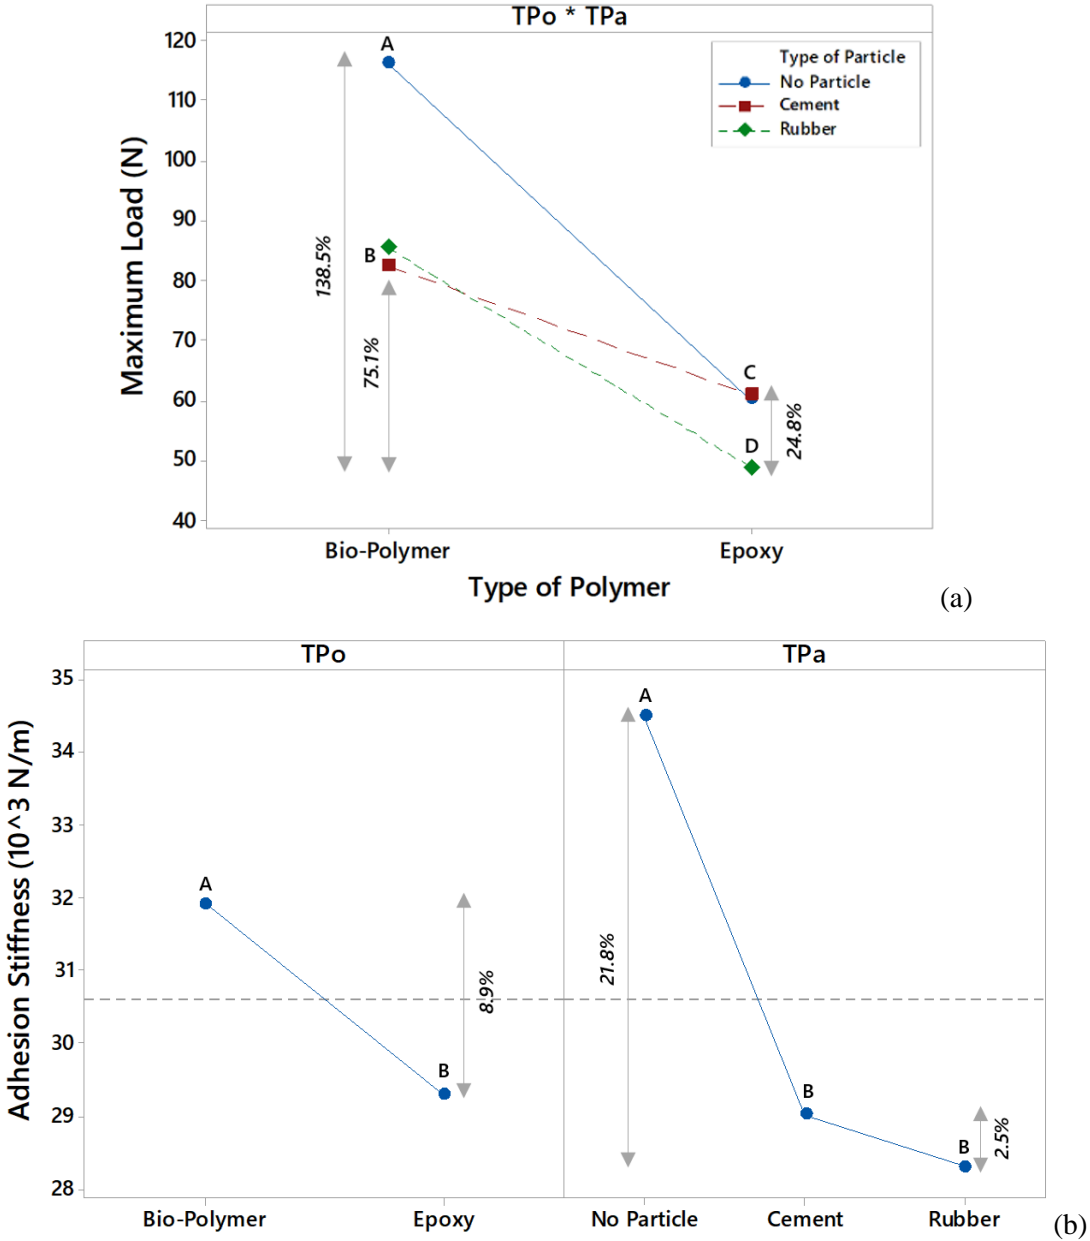 TPo * TPa
120
110
100
90
80
70
60
50
40
Maximum Load (N)
Type of Particle
No Particle
Cement
Rubber
A
B
C
D
138.5%
75.1%
24.8%
Bio-Polymer Epoxy
Type of Polymer
(a)
TPo TPa
35
34
33
32
31
30
29
28
Adhesion Stiffness (10^3 N/m)
A
B
8.9%
A
B
B
21.8%
2.5%
Bio-Polymer Epoxy No Particle Cement Rubber
(b)